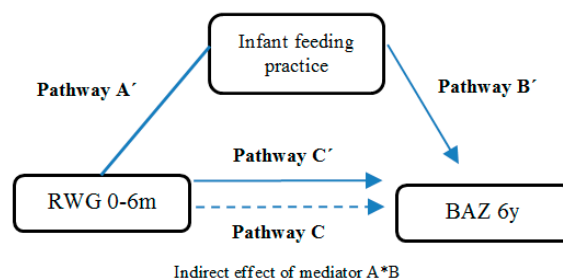 Infant feeding
practice
Pathway A´
Pathway B´
Pathway C´
RWG 0-6m
BAZ 6y
Pathway C
Indirect effect of mediator A*B